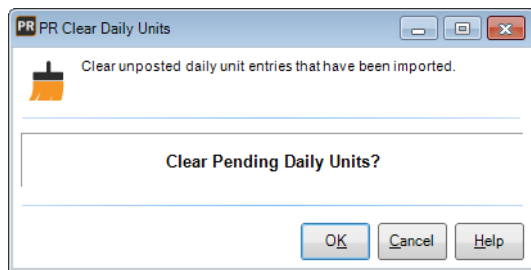 PR PR Clear Daily Units
Clear unposted daily unit entries that have been imported.
Clear Pending Daily Units?
OK Cancel Help